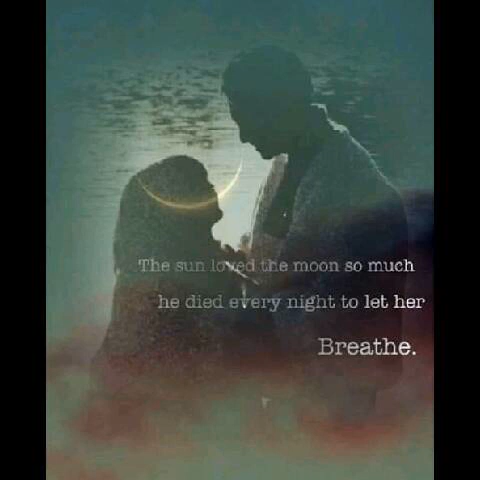 The sun loved the moon so much
he died every night to let her
Breathe.